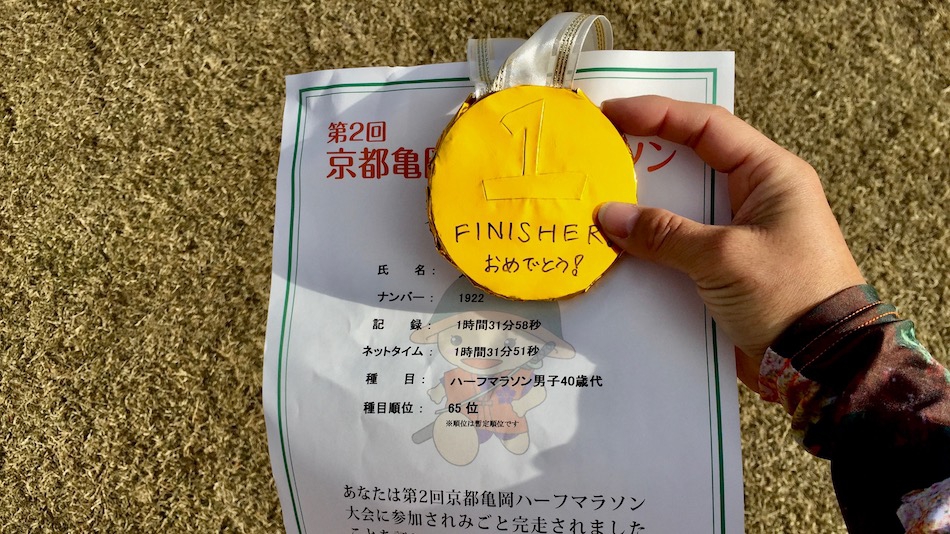 第2回
京都亀岡 ソン
1
FINISHER
おめでとう!
氏 名:
ナンバー: 1922
記 録: 1時間31分58秒
ネットタイム: 1時間31分51秒
種 目: ハーフマラソン男子40歳代
種目順位: 65 位
※順位は暫定順位です
あなたは第2回京都亀岡ハーフマラソン
大会に参加されみごと完走されました